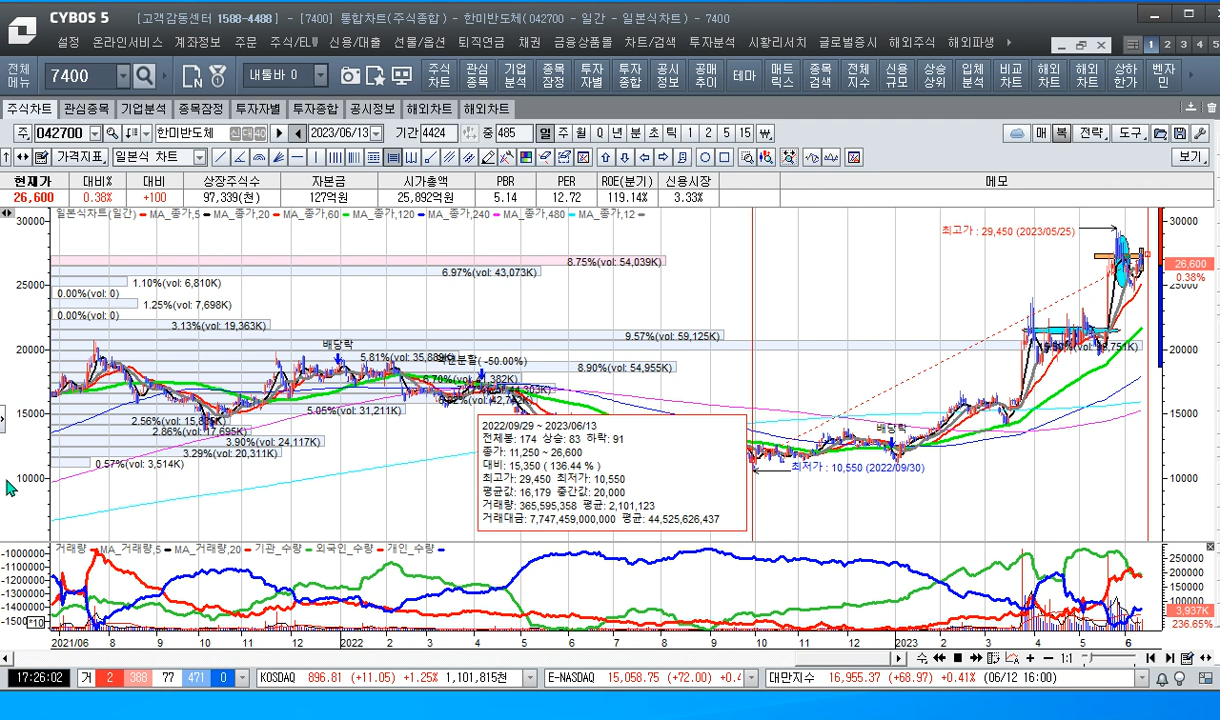 CYBOS 5 [고객감동센터 1588-4488] - [7400] 통합차트(주식종합) - 한미반도체(042700 - 일간 - 일본식차트) - 7400
설정 온라인서비스 계좌정보 주문 주식/ELW 신용/대출 선물/옵션 퇴직연금 채권 금융상품몰 차트/검색 투자분석 시황리서치 글로벌증시 해외주식 해외파생
1 2 3 4 5
전체메뉴 7400 내툴바 0 주식차트 관심종목 기업분석 종목잠정 투자자별 투자종합 공시정보 공매추이 테마 매트릭스 종목검색 전체지수 신용규모 상승상위 입체분석 비교차트 해외차트 해외차트 상하한가 벤자민
주식차트 관심종목 기업분석 종목잠정 투자자별 투자종합 공시정보 해외차트 해외차트
주 042700 한미반도체 신 대 40 2023/06/13 기간 4424 중 485 일 주 월 Q 년 분 초 틱 1 2 5 15 매 복 전략 도구
가격지표 일본식 차트 보기
현재가 대비% 대비 상장주식수 자본금 시가총액 PBR PER ROE(분기) 신용시장 메모
26,600 0.38% +100 97,339(천) 127억원 25,892억원 5.14 12.72 119.14% 3.33%
일본식차트(일간) MA_종가,5 MA_종가,20 MA_종가,60 MA_종가,120 MA_종가,240 MA_종가,480 MA_종가,12
30000 30000
최고가 : 29,450 (2023/05/25)
8.75%(vol: 54,039K)
26,600
6.97%(vol: 43,073K)
0.38%
1.10%(vol: 6,810K)
25000 25000
0.00%(vol: 0)
1.25%(vol: 7,698K)
0.00%(vol: 0)
3.13%(vol: 19,363K)
9.57%(vol: 59,125K)
배당락
20000 20000
8.90%(vol: 54,955K)
15000 15000
5.05%(vol: 31,211K)
2.86%(vol: 17,695K)
배당락
3.90%(vol: 24,117K)
3.29%(vol: 20,311K)
0.57%(vol: 3,514K)
최저가 : 10,550 (2022/09/30)
10000 10000
2022/09/29 ~ 2023/06/13
전체봉: 174 상승: 83 하락: 91
종가: 11,250 ~ 26,600
대비: 15,350 ( 136.44 % )
최고가: 29,450 최저가: 10,550
평균값: 16,179 중간값: 20,000
거래량: 365,595,358 평균: 2,101,123
거래대금: 7,747,459,000,000 평균: 44,525,626,437
거래량 MA_거래량,5 MA_거래량,20 기관_수량 외국인_수량 개인_수량
-1000000 250000
-1100000
-1200000 200000
-1300000 150000
-1400000 100000
3,937K
*10
236.65%
2021/06 8 9 10 11 12 2022 2 3 4 5 6 7 8 9 10 11 12 2023 2 3 4 5 6
1:1
17:26:02 거 2 388 77 471 0 KOSDAQ 896.81 (+11.05) +1.25% 1,101,815천 E-NASDAQ 15,058.75 (+72.00) 대만지수 16,955.37 (+68.97) +0.41% (06/12 16:00)